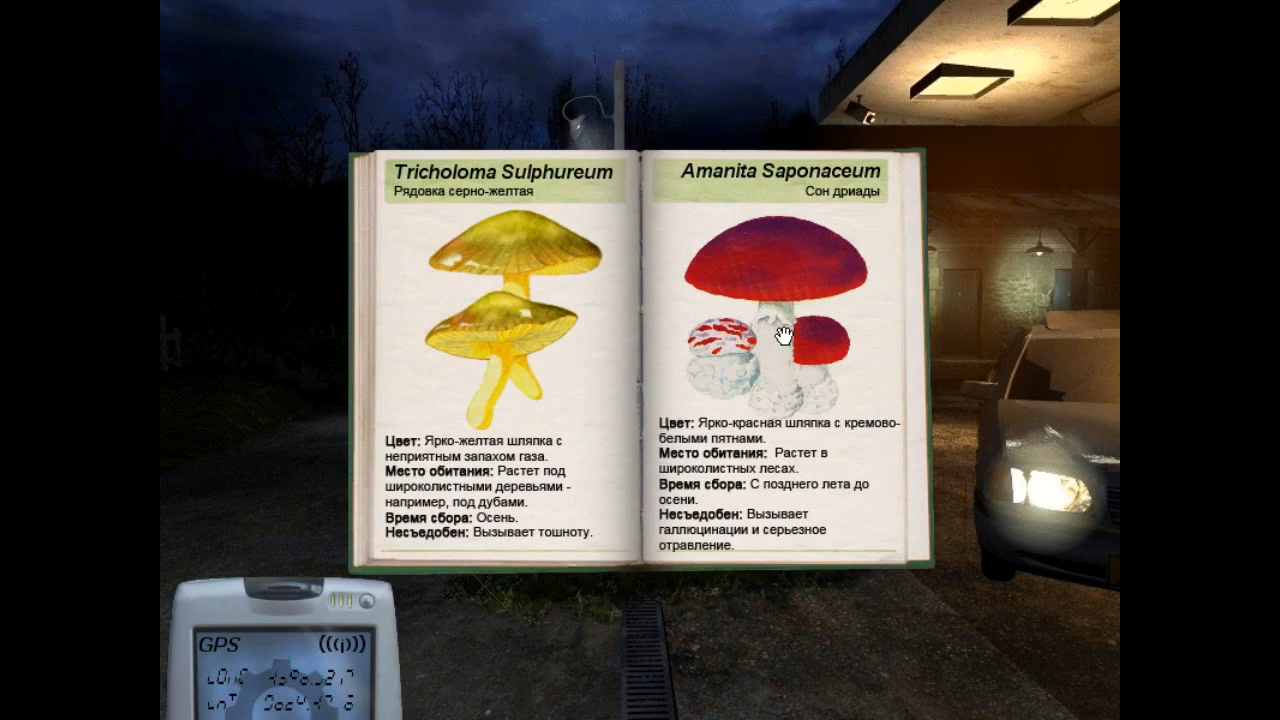 Tricholoma Sulphureum
Рядовка серно-желтая
Цвет: Ярко-желтая шляпка с
неприятным запахом газа.
Место обитания: Растет под
широколистными деревьями -
например, под дубами.
Время сбора: Осень.
Несъедобен: Вызывает тошноту.
Amanita Saponaceum
Сон дриады
Цвет: Ярко-красная шляпка с кремово-
белыми пятнами.
Место обитания: Растет в
широколистных лесах.
Время сбора: С позднего лета до
осени.
Несъедобен: Вызывает
галлюцинации и серьезное
отравление.
GPS